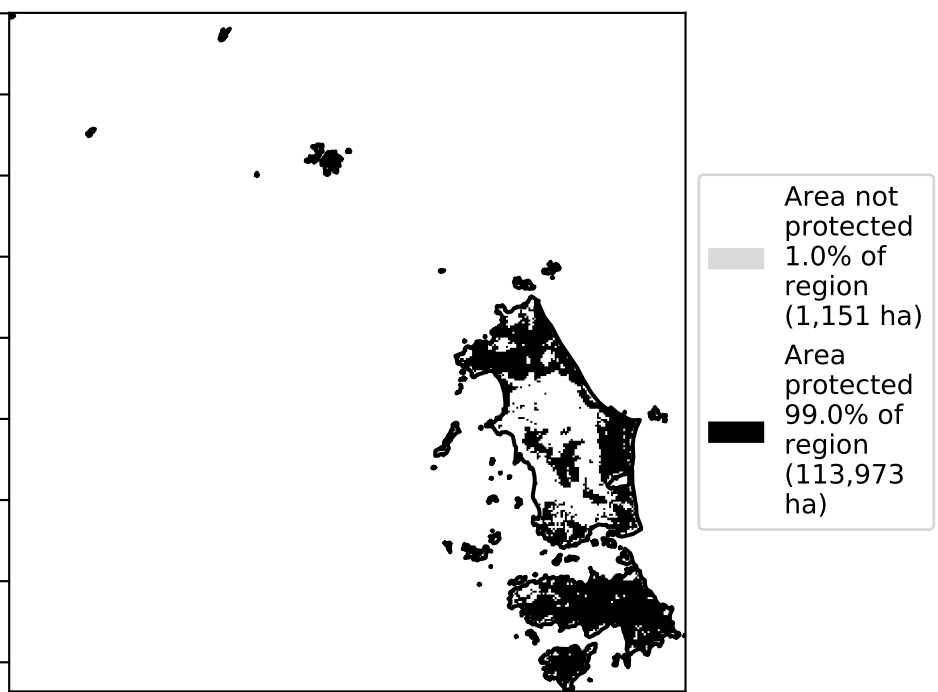 Area not
protected
1.0% of
region
(1,151 ha)
Area
protected
99.0% of
region
(113,973
ha)